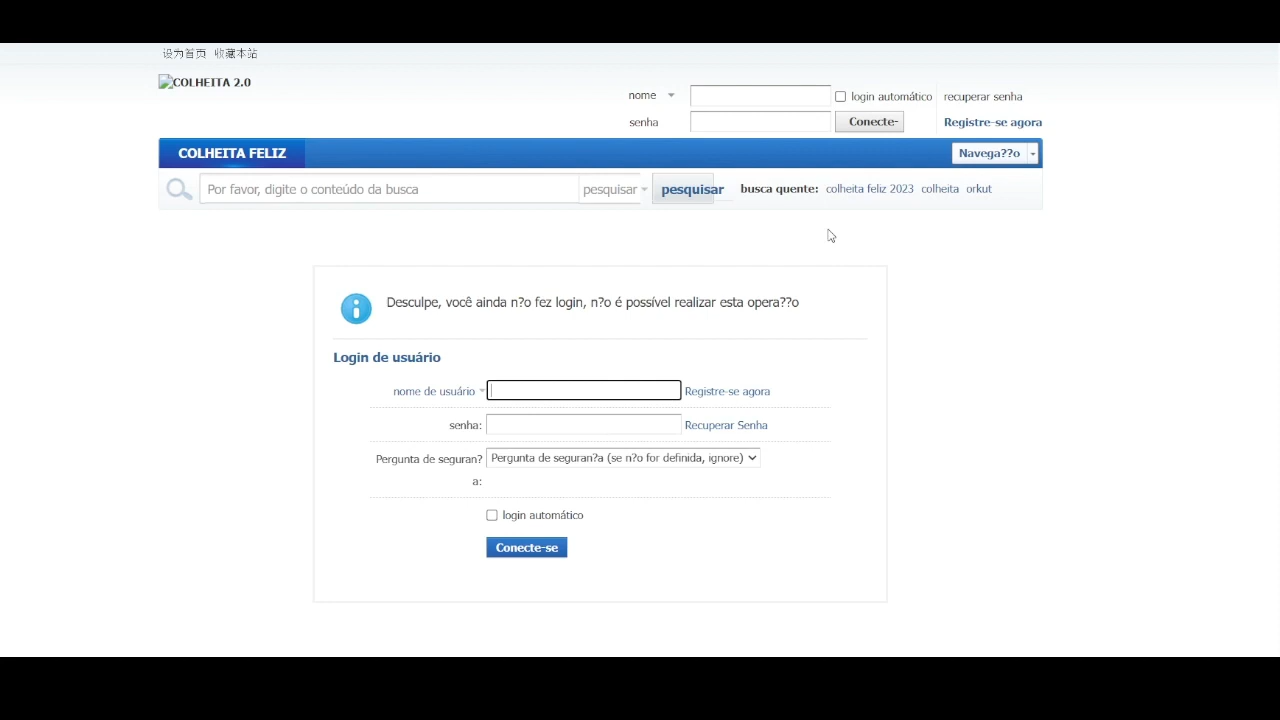 设为首页 收藏本站
COLHEITA 2.0
nome login automático recuperar senha
senha Conecte- Registre-se agora
COLHEITA FELIZ Navega??o
Por favor, digite o conteúdo da busca pesquisar pesquisar busca quente: colheita feliz 2023 colheita orkut
Desculpe, você ainda n?o fez login, n?o é possível realizar esta opera??o
Login de usuário
nome de usuário Registre-se agora
senha: Recuperar Senha
Pergunta de seguran? Pergunta de seguran?a (se n?o for definida, ignore)
a:
login automático
Conecte-se